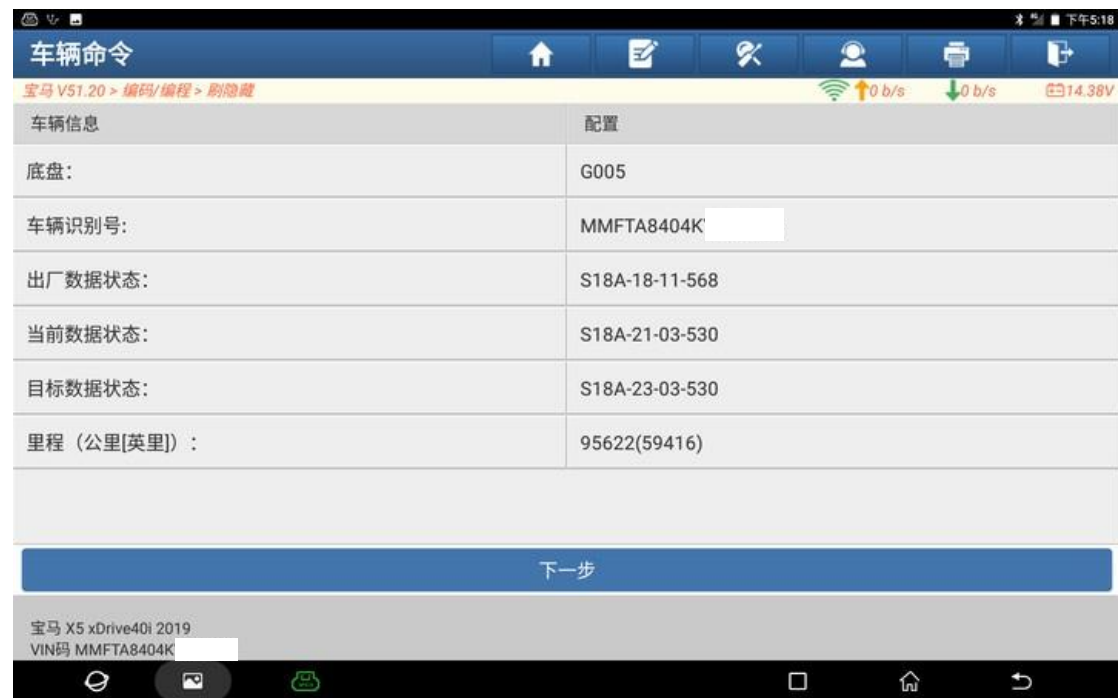 下午5:18
车辆命令
宝马 V51.20 > 编码/编程 > 刷隐藏 0 b/s 0 b/s 14.38V
车辆信息 配置
底盘: G005
车辆识别号: MMFTA8404K
出厂数据状态: S18A-18-11-568
当前数据状态: S18A-21-03-530
目标数据状态: S18A-23-03-530
里程（公里[英里]）: 95622(59416)
下一步
宝马 X5 xDrive40i 2019
VIN码 MMFTA8404K